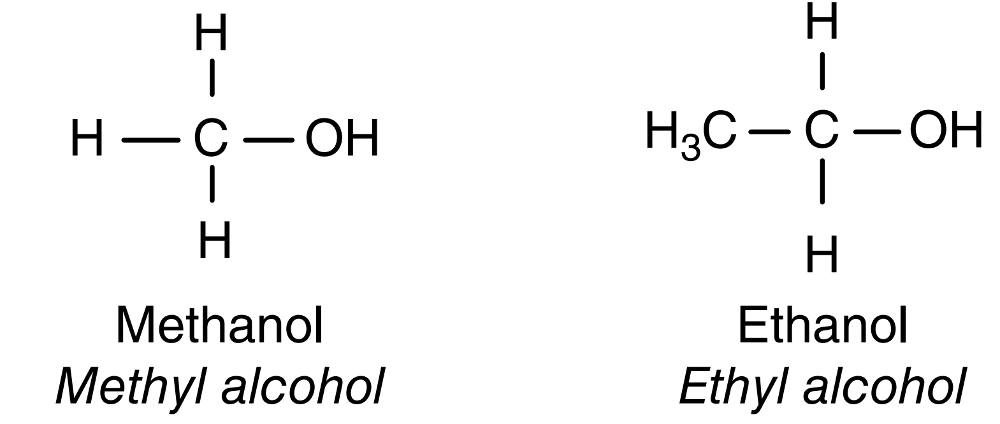 H
H — C — OH
H
Methanol
Methyl alcohol
H
H₃C — C — OH
H
Ethanol
Ethyl alcohol